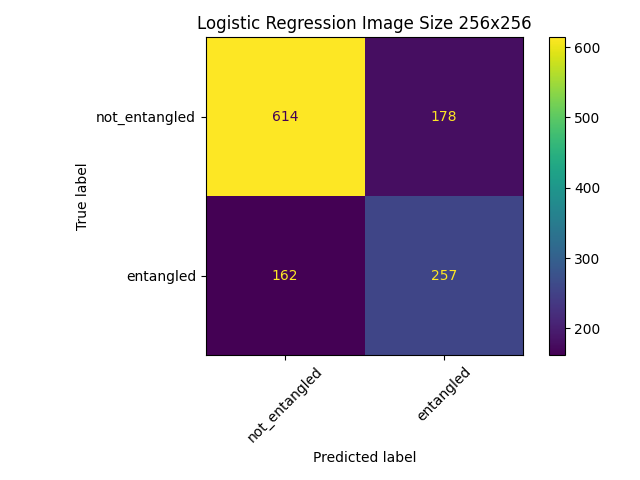 Logistic Regression Image Size 256x256
True label
not_entangled
614
178
entangled
162
257
not_entangled
entangled
Predicted label
600
500
400
300
200